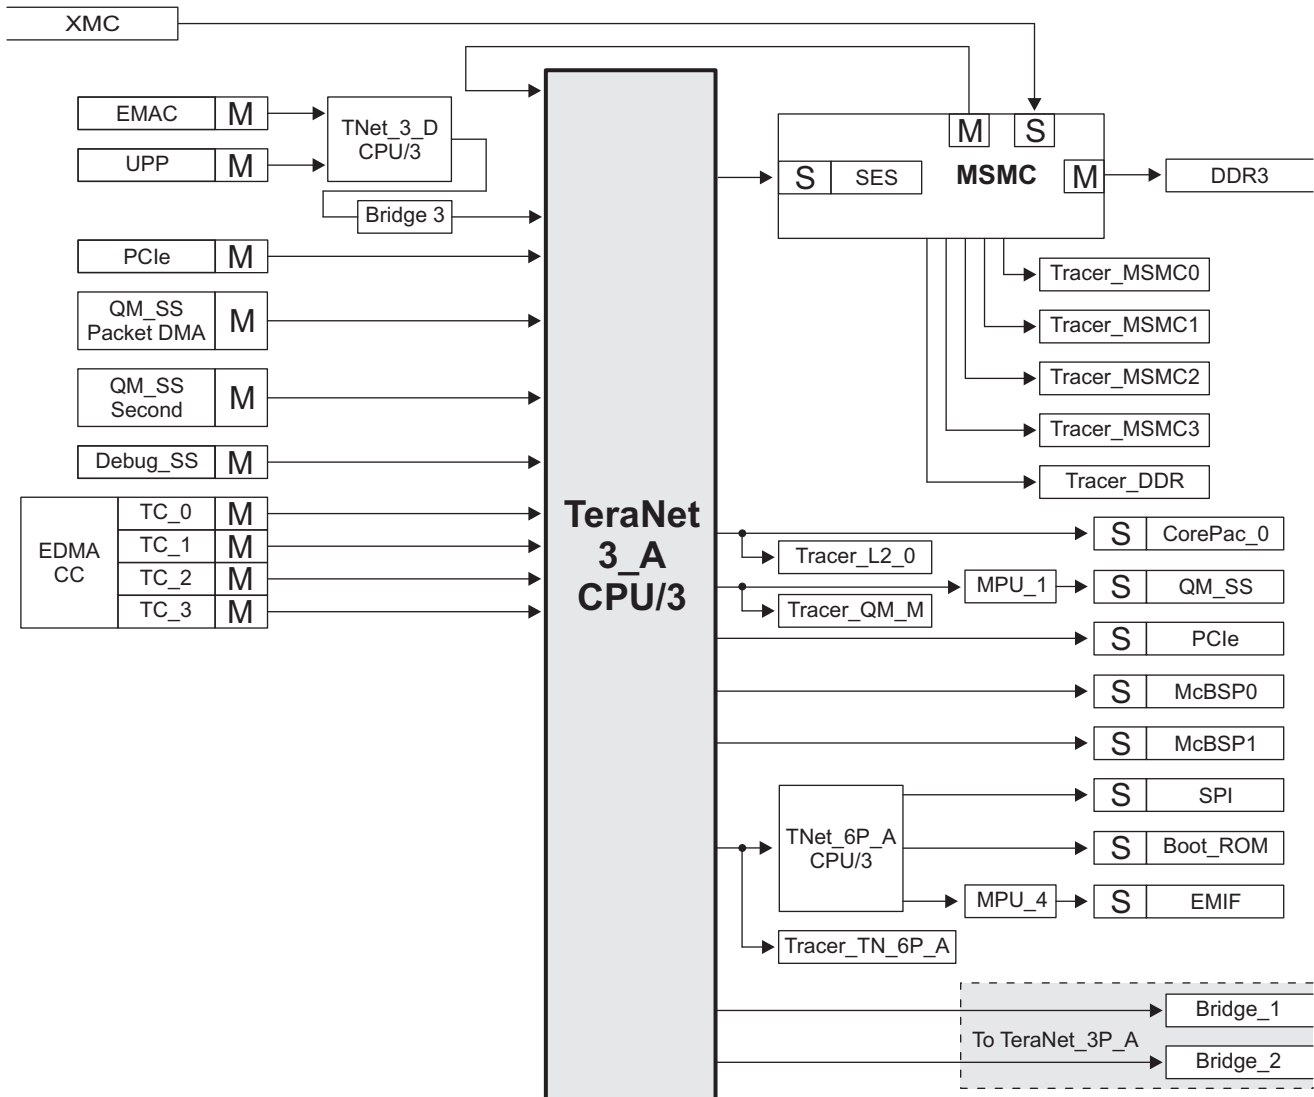 XMC
EMAC M
UPP M
TNet_3_D
CPU/3
Bridge 3
PCIe M
QM_SS
Packet DMA M
QM_SS
Second M
Debug_SS M
EDMA
CC
TC_0 M
TC_1 M
TC_2 M
TC_3 M
TeraNet
3_A
CPU/3
M S
S SES MSMC M
DDR3
Tracer_MSMC0
Tracer_MSMC1
Tracer_MSMC2
Tracer_MSMC3
Tracer_DDR
S CorePac_0
Tracer_L2_0
MPU_1 S QM_SS
Tracer_QM_M
S PCIe
S McBSP0
S McBSP1
TNet_6P_A
CPU/3
S SPI
S Boot_ROM
MPU_4 S EMIF
Tracer_TN_6P_A
To TeraNet_3P_A
Bridge_1
Bridge_2